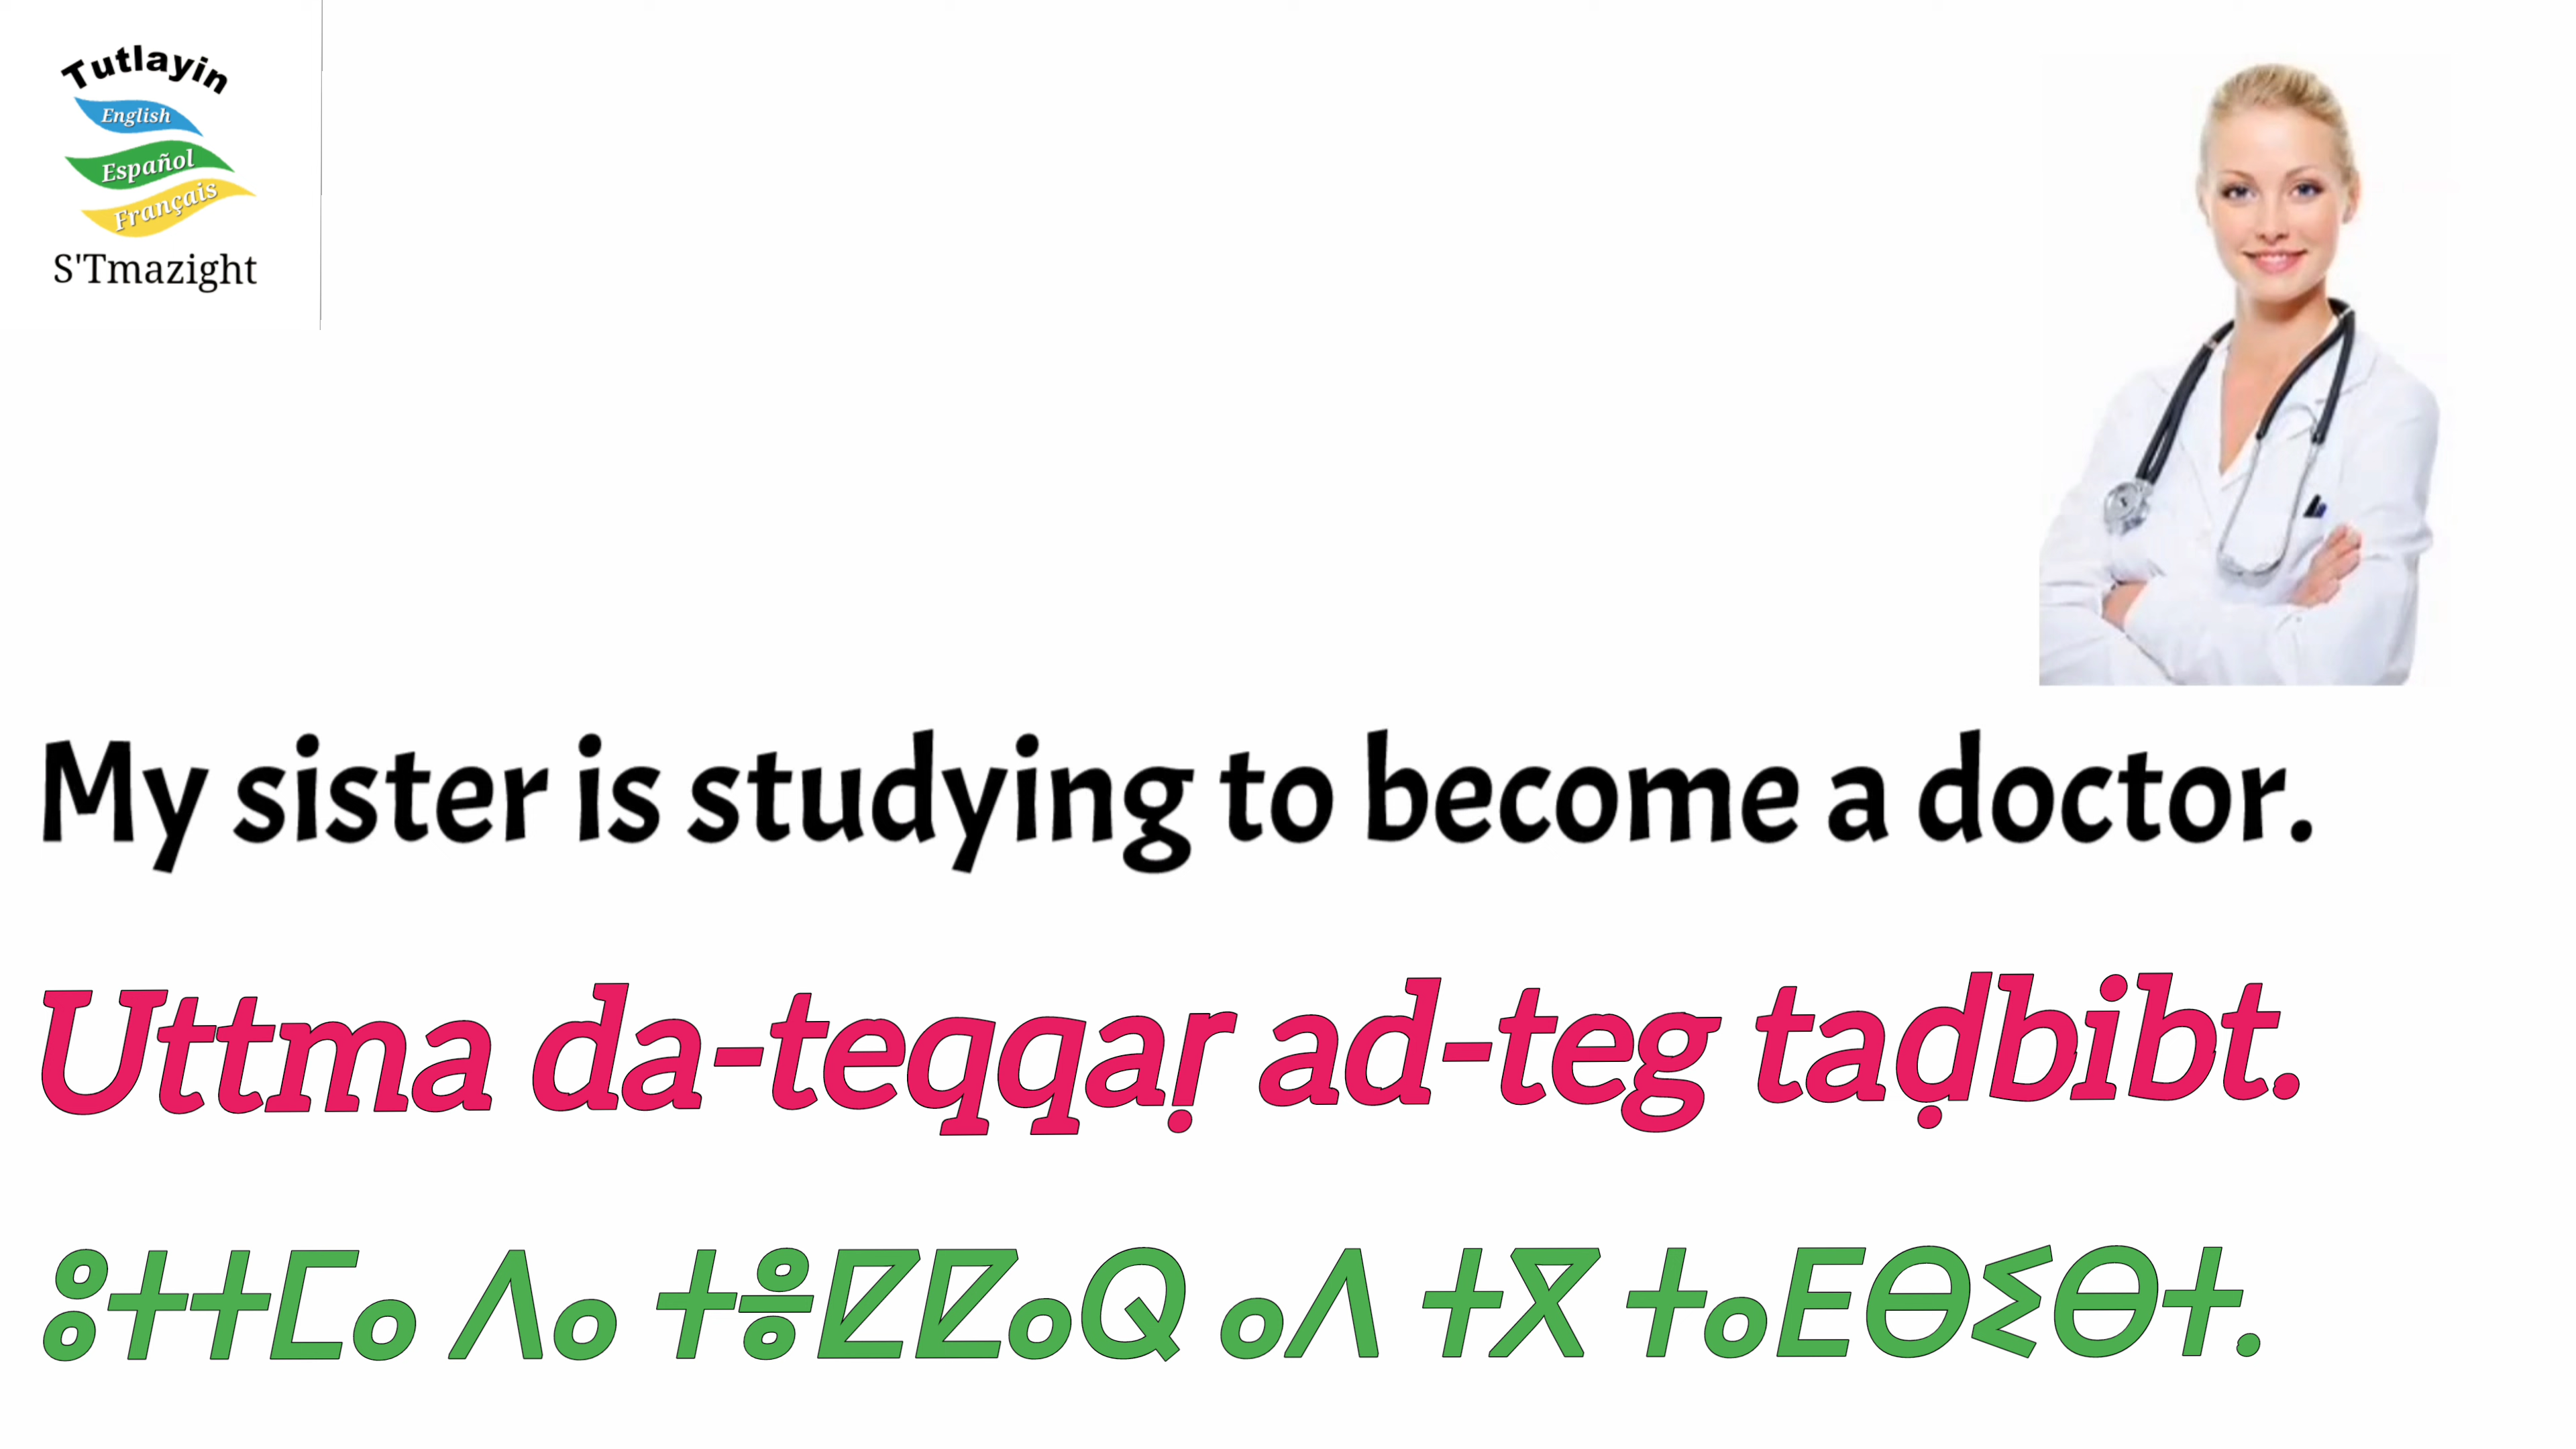 Tutlayin
English
Español
Français
S'Tmazight
My sister is studying to become a doctor.
Uttma da-teqqaṛ ad-teg taḍbibt.
ⵓⵜⵜⵎⴰ ⴷⴰ ⵜⴻⵇⵇⴰⵕ ⴰⴷ ⵜⴳ ⵜⴰⴹⴱⵉⴱⵜ.